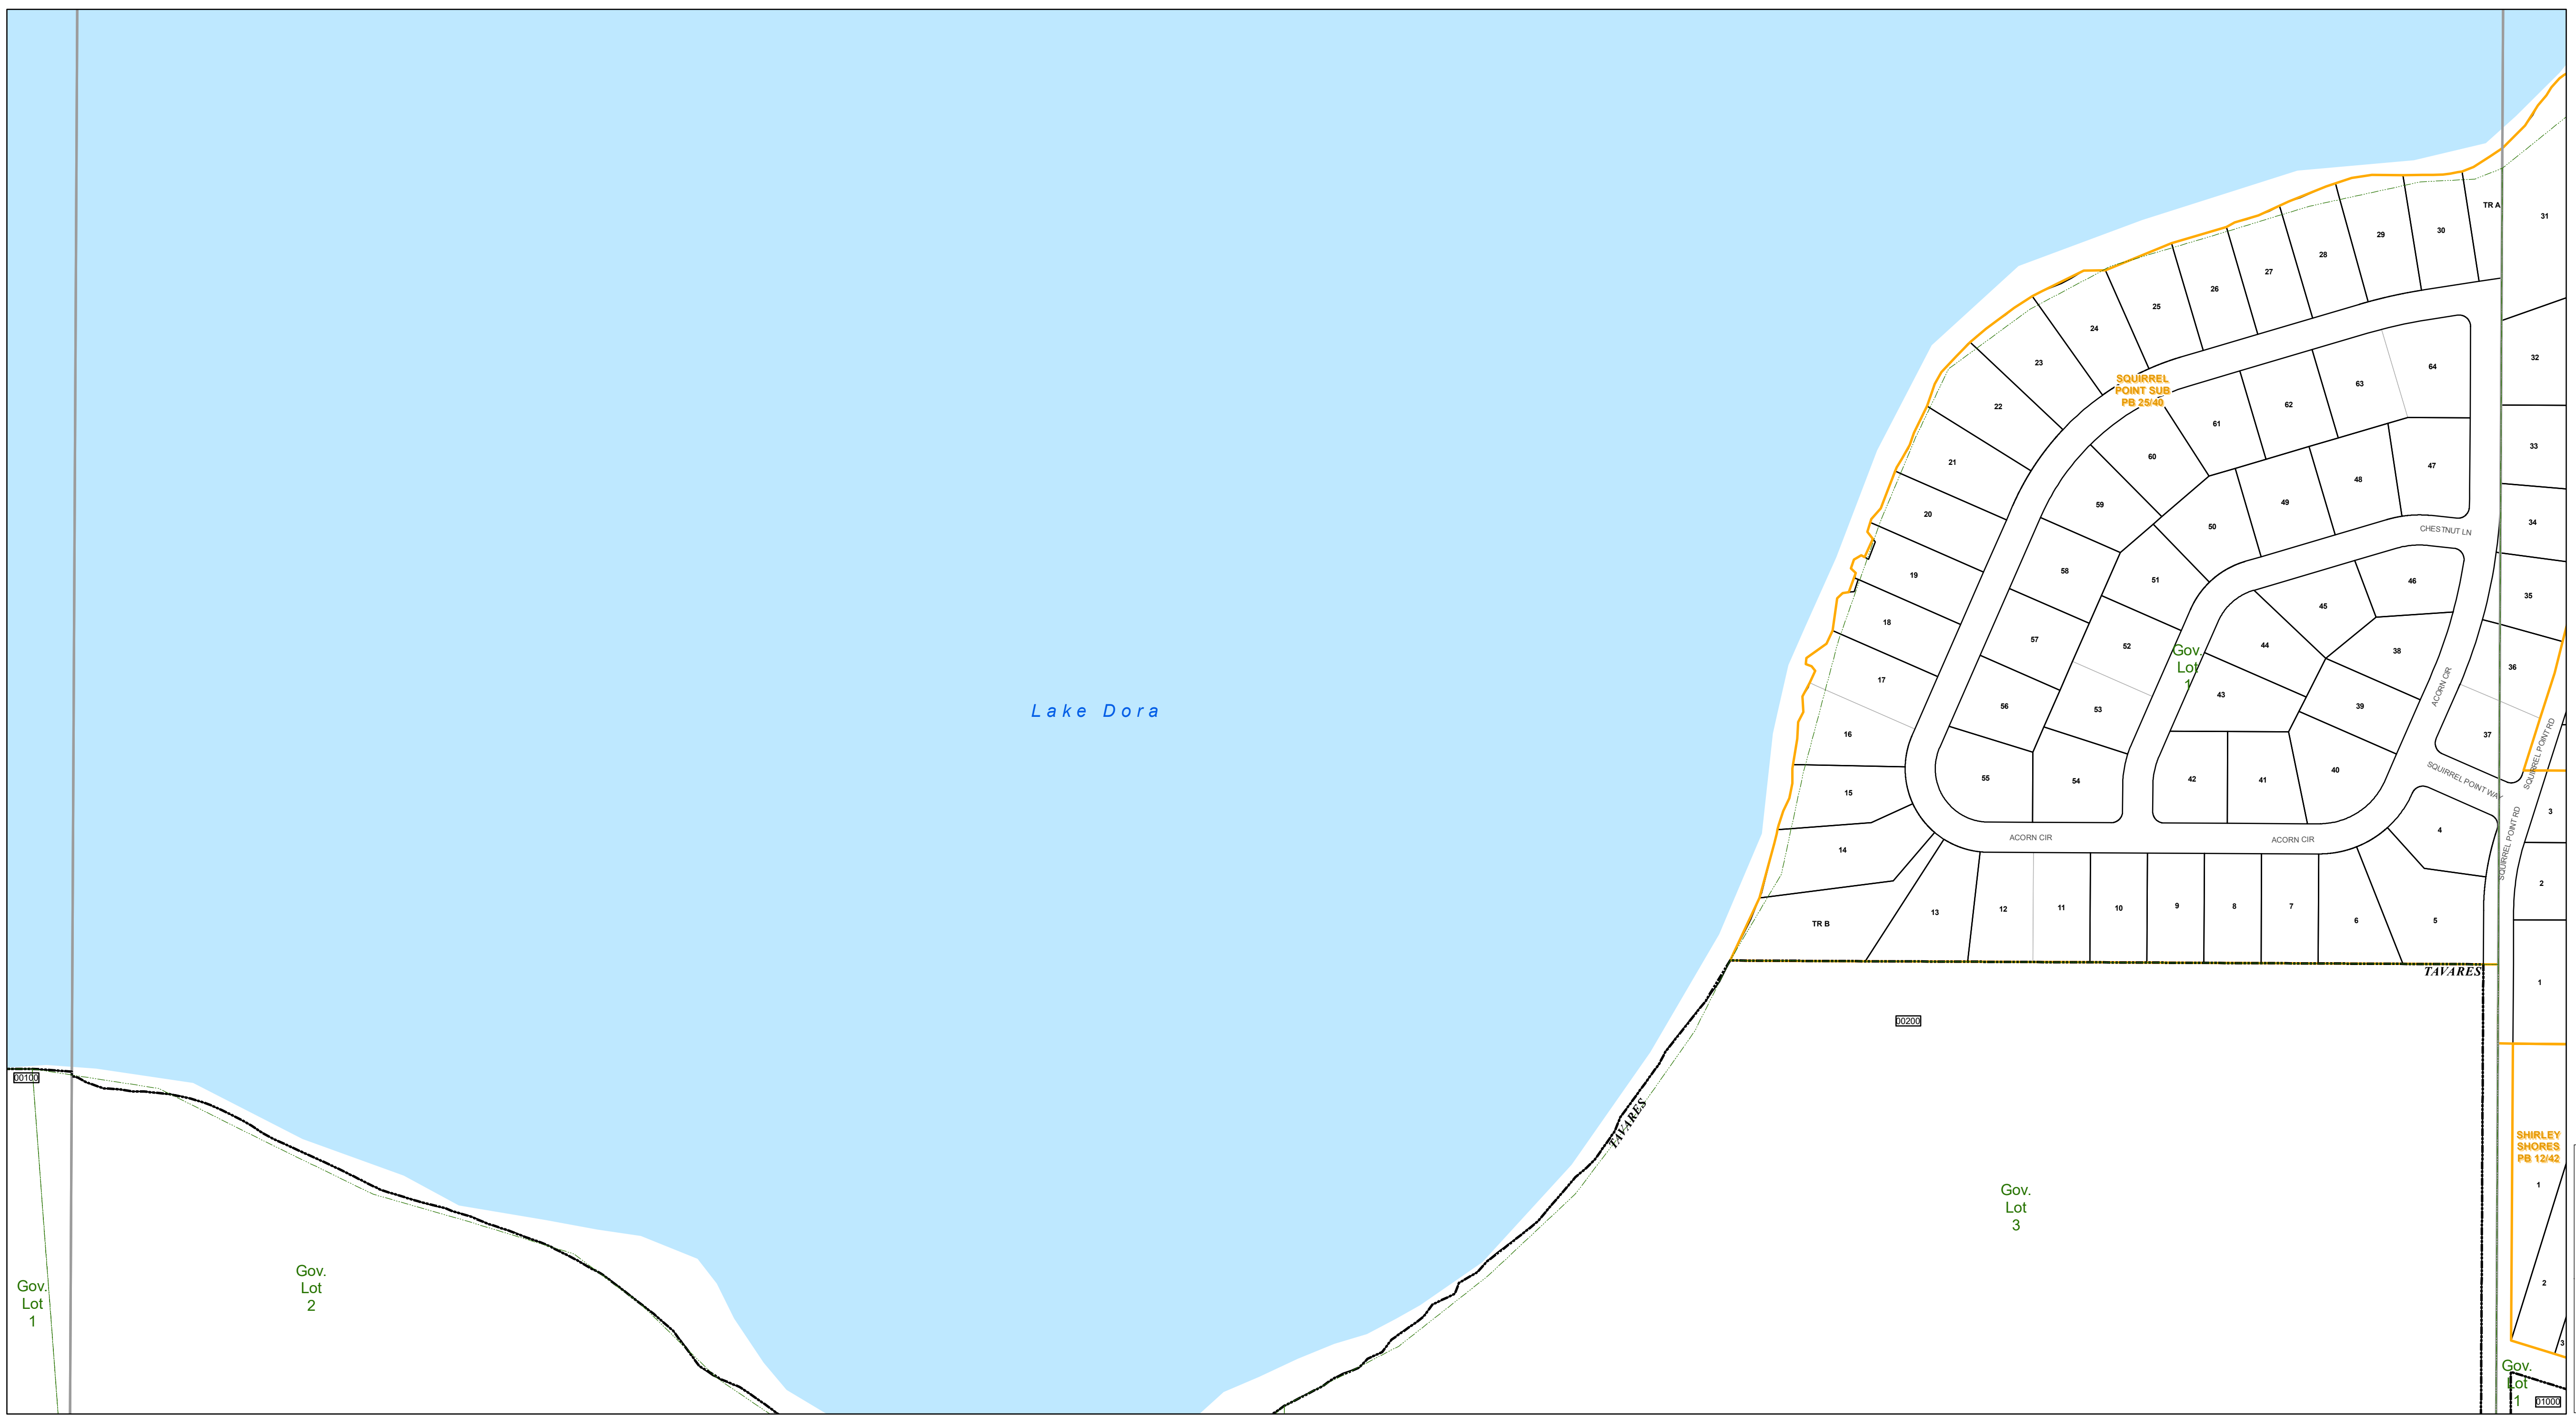 TR A
31
30
29
28
27
26
25
24
23
22
21
20
19
18
17
16
15
14
TR B
13
12
11
10
9
8
7
6
5
4
SQUIRREL
POINT SUB
PB 25/40
64
63
62
61
60
59
58
57
56
55
54
53
52
51
50
49
48
47
CHESTNUT LN
46
45
44
43
42
41
40
39
38
Gov.
Lot
1
32
33
34
35
36
37
ACORN CIR
SQUIRREL POINT RD
SQUIRREL POINT WAY
SQUIRREL POINT RD
ACORN CIR
ACORN CIR
3
2
1
Lake Dora
TAVARES
00200
TAVARES
Gov.
Lot
3
SHIRLEY
SHORES
PB 12/42
1
2
3
Gov.
Lot
1
01000
00100
Gov.
Lot
1
Gov.
Lot
2